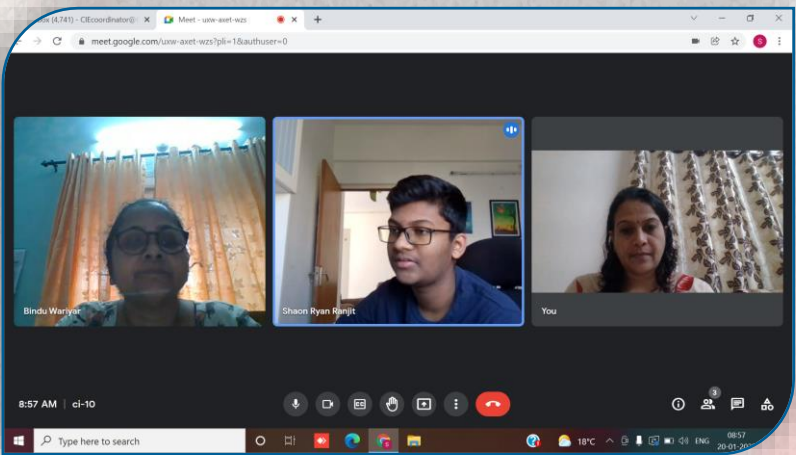 (4,741) - CIEcoordinator@
Meet - uxw-axet-wzs
meet.google.com/uxw-axet-wzs?pli=1&authuser=0
S
Bindu Wariyar
Shaon Ryan Ranjit
You
8:57 AM | ci-10
CC
3
Type here to search
18°C
ENG
08:57
20-01-20